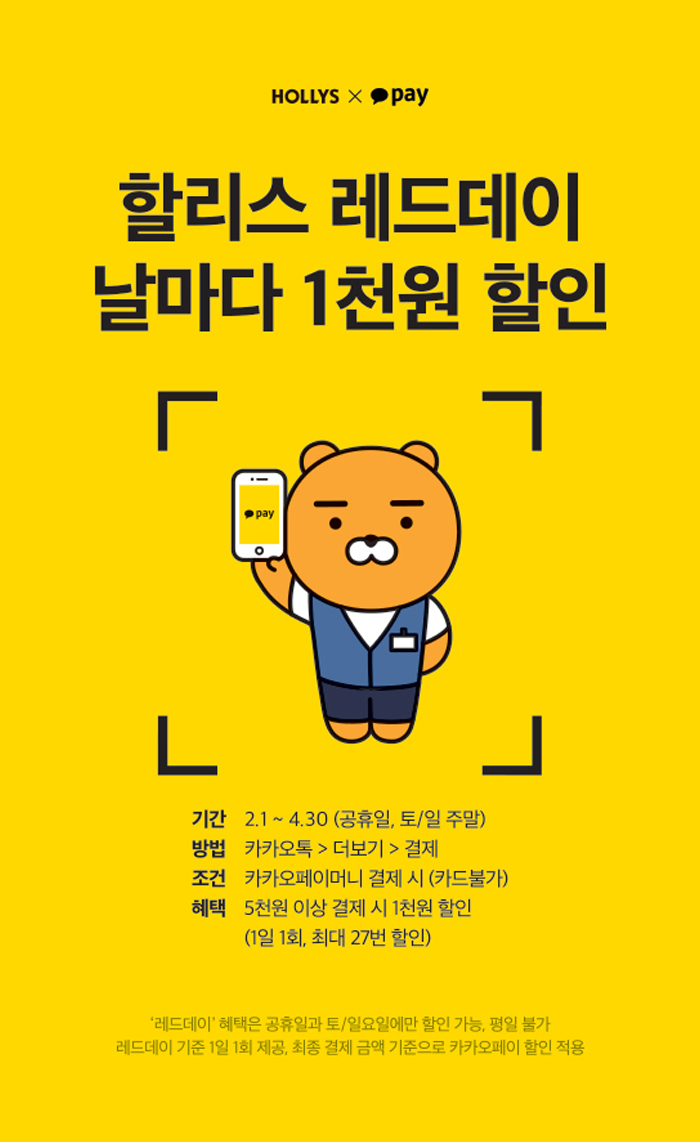 HOLLYS × pay
할리스 레드데이
날마다 1천원 할인
pay
기간 2.1 ~ 4.30 (공휴일, 토/일 주말)
방법 카카오톡 > 더보기 > 결제
조건 카카오페이머니 결제 시 (카드불가)
혜택 5천원 이상 결제 시 1천원 할인
(1일 1회, 최대 27번 할인)
‘레드데이’ 혜택은 공휴일과 토/일요일에만 할인 가능, 평일 불가
레드데이 기준 1일 1회 제공, 최종 결제 금액 기준으로 카카오페이 할인 적용